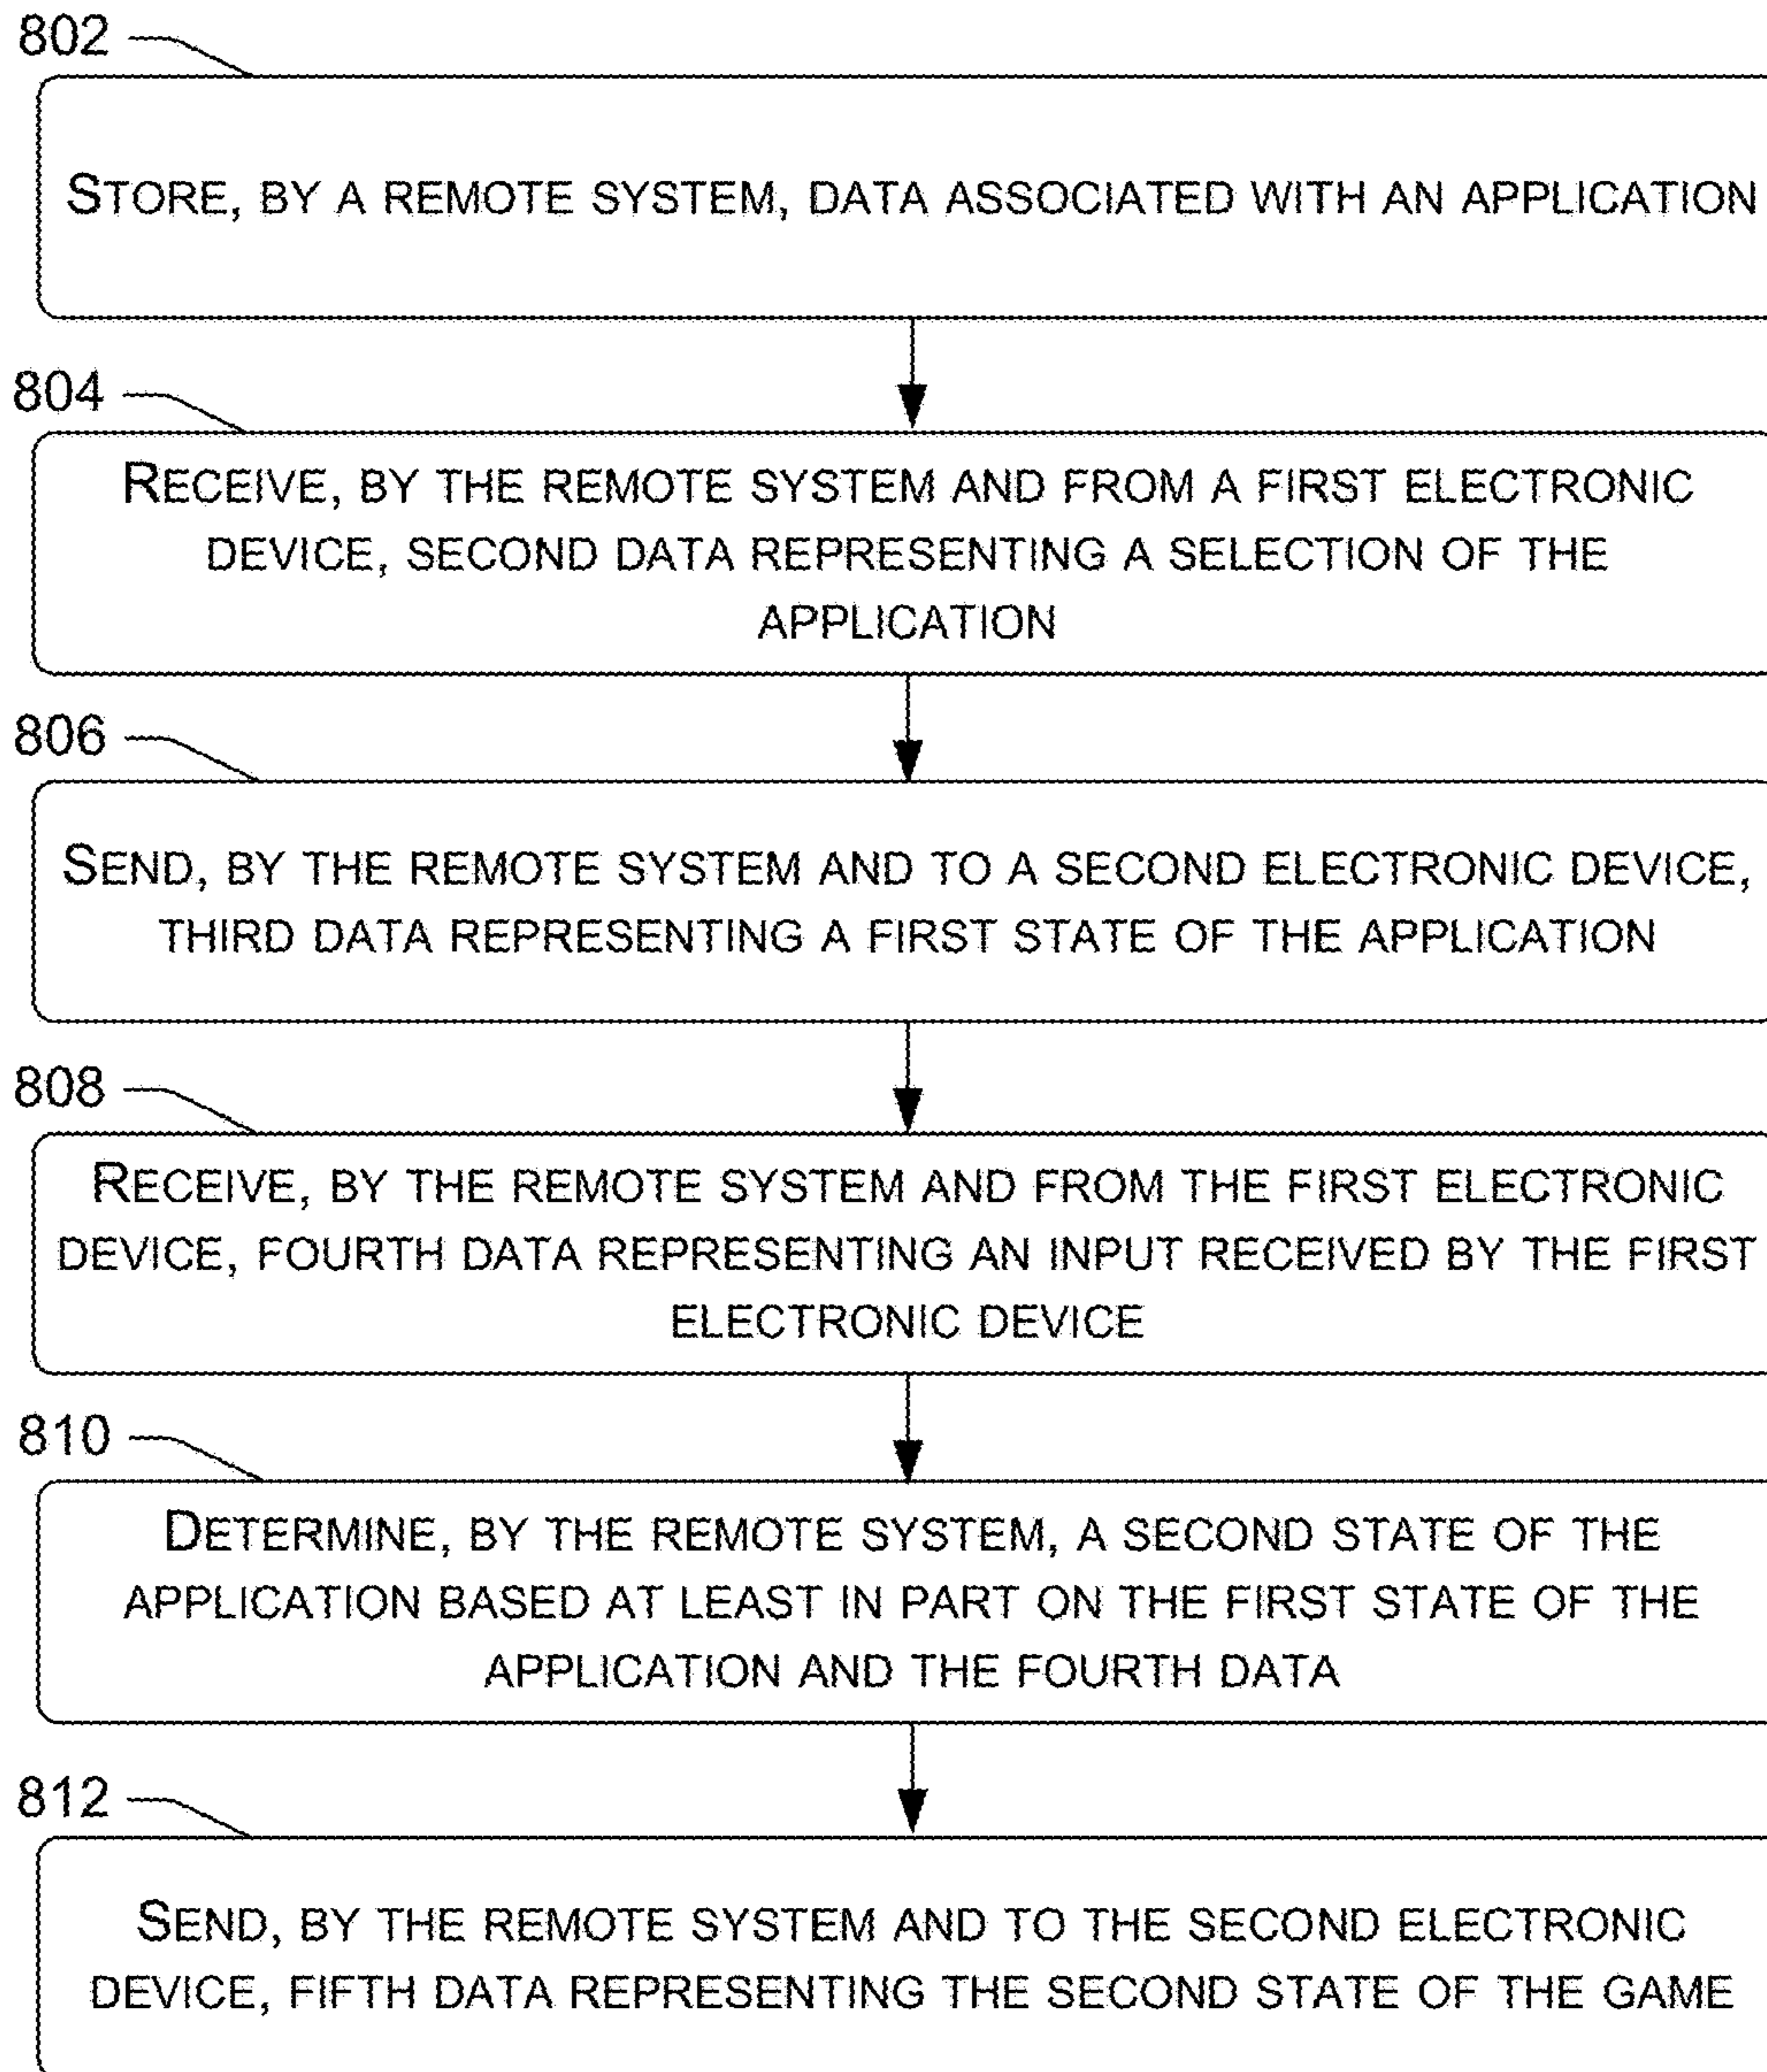 802
STORE, BY A REMOTE SYSTEM, DATA ASSOCIATED WITH AN APPLICATION
804
RECEIVE, BY THE REMOTE SYSTEM AND FROM A FIRST ELECTRONIC
DEVICE, SECOND DATA REPRESENTING A SELECTION OF THE
APPLICATION
806
SEND, BY THE REMOTE SYSTEM AND TO A SECOND ELECTRONIC DEVICE,
THIRD DATA REPRESENTING A FIRST STATE OF THE APPLICATION
808
RECEIVE, BY THE REMOTE SYSTEM AND FROM THE FIRST ELECTRONIC
DEVICE, FOURTH DATA REPRESENTING AN INPUT RECEIVED BY THE FIRST
ELECTRONIC DEVICE
810
DETERMINE, BY THE REMOTE SYSTEM, A SECOND STATE OF THE
APPLICATION BASED AT LEAST IN PART ON THE FIRST STATE OF THE
APPLICATION AND THE FOURTH DATA
812
SEND, BY THE REMOTE SYSTEM AND TO THE SECOND ELECTRONIC
DEVICE, FIFTH DATA REPRESENTING THE SECOND STATE OF THE GAME